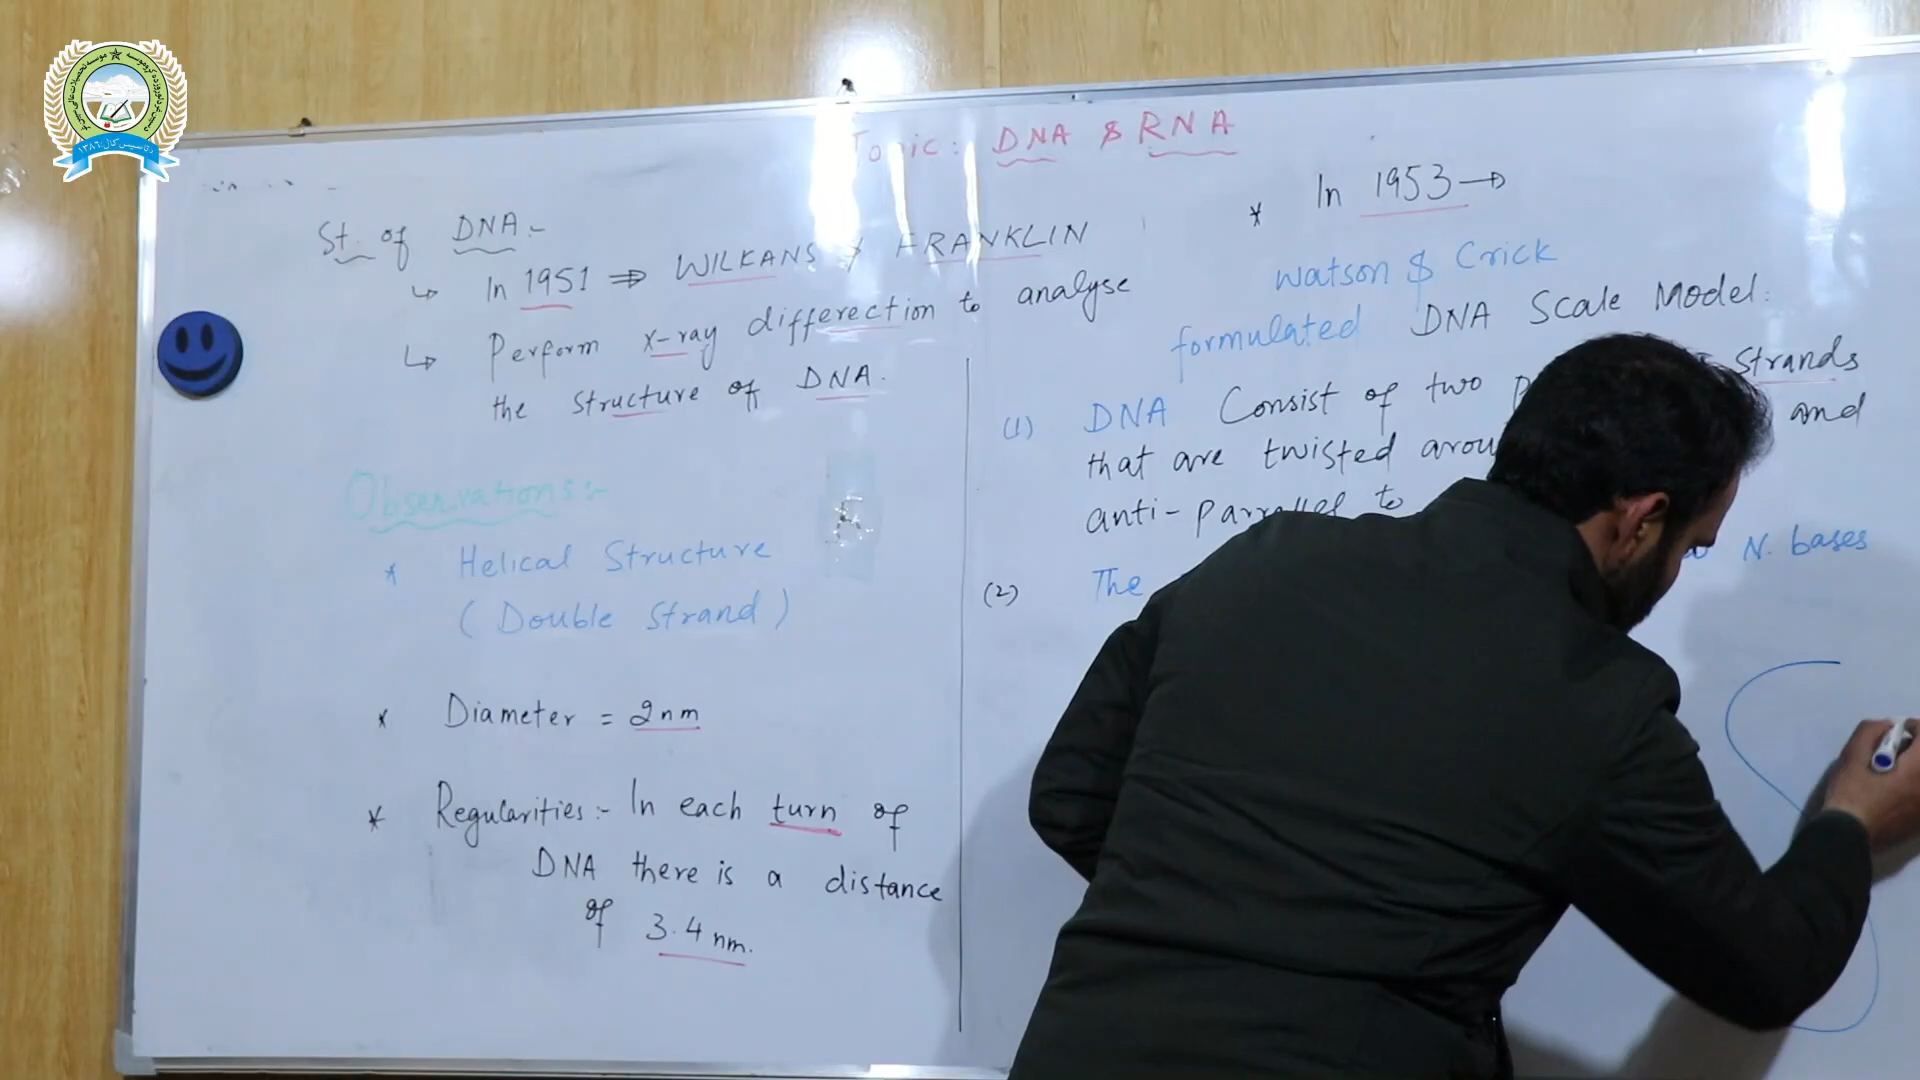 Topic: DNA & RNA
St. of DNA:-
↳ In 1951 ⇒ WILKANS & FRANKLIN
↳ Perform x-ray differection to analyse
the structure of DNA.
Observations:-
* Helical Structure
(Double Strand)
* Diameter = 2nm
* Regularities:- In each turn of
DNA there is a distance
of 3.4 nm.
* In 1953 →
Watson & Crick
formulated DNA Scale Model:
(1) DNA Consist of two Strands
that are twisted and
anti-parrallel to
(2) The N. bases